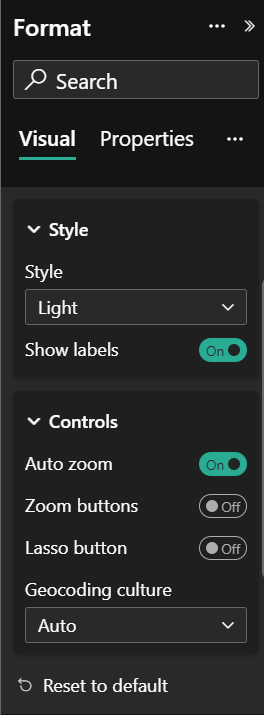 Format
Search
Visual Properties
Style
Style
Light
Show labels On
Controls
Auto zoom On
Zoom buttons Off
Lasso button Off
Geocoding culture
Auto
Reset to default